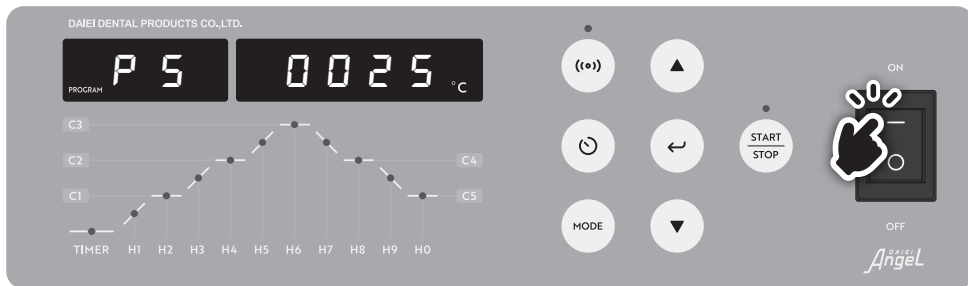 DAIEI DENTAL PRODUCTS CO.,LTD.
PROGRAM P 5 0025 °C
C3
C2 C4
C1 C5
TIMER H1 H2 H3 H4 H5 H6 H7 H8 H9 H0
MODE
START
STOP
ON
OFF
DAIEI
Angel